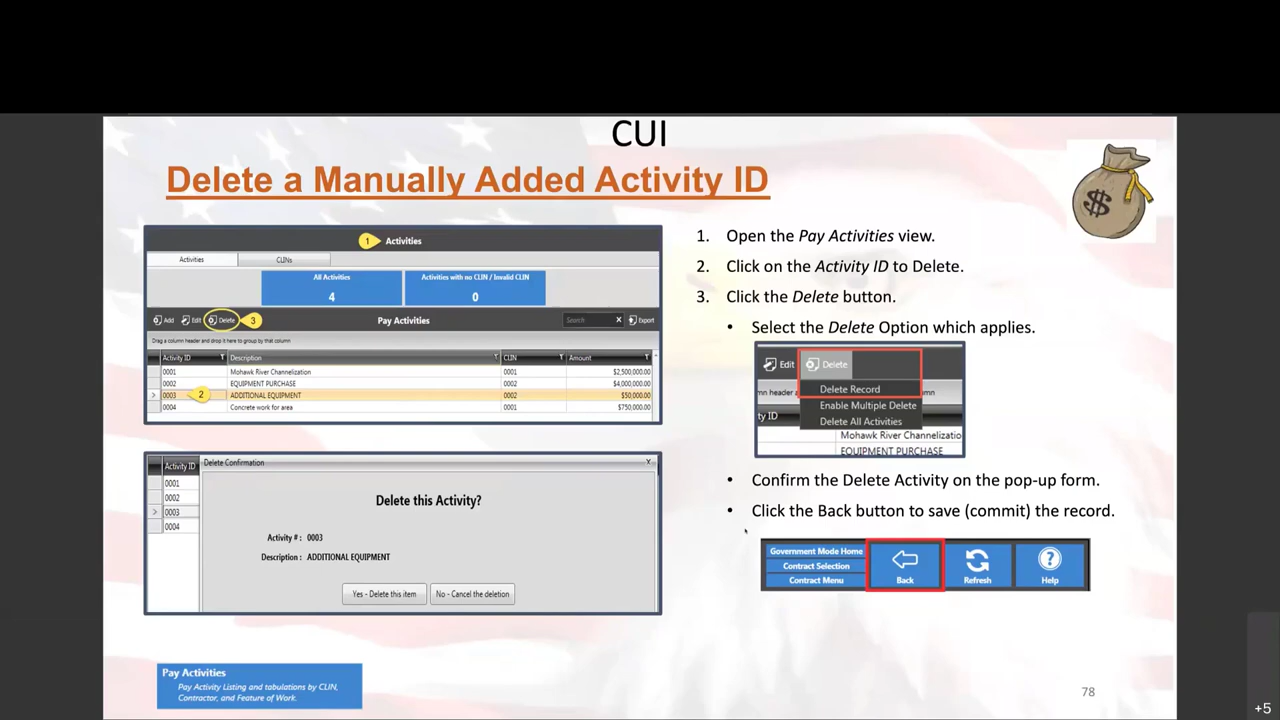 CUI
Delete a Manually Added Activity ID
1 Activities
Activities CLINs
All Activities
4
Activities with no CLIN / Invalid CLIN
0
Add Edit Delete 3 Pay Activities Search X Export
Drag a column header and drop it here to group by that column
Activity ID Description CLIN Amount
0001 Mohawk River Channelization 0001 $2,500,000.00
0002 EQUIPMENT PURCHASE 0002 $4,000,000.00
> 0003 2 ADDITIONAL EQUIPMENT 0002 $50,000.00
0004 Concrete work for area 0001 $750,000.00
Activity ID
0001
0002
> 0003
0004
Delete Confirmation X
Delete this Activity?
Activity # : 0003
Description : ADDITIONAL EQUIPMENT
Yes - Delete this item No - Cancel the deletion
Pay Activities
Pay Activity Listing and tabulations by CLIN,
Contractor, and Feature of Work.
1. Open the Pay Activities view.
2. Click on the Activity ID to Delete.
3. Click the Delete button.
• Select the Delete Option which applies.
Edit Delete
mn header a Delete Record umn
Enable Multiple Delete
ty ID Delete All Activities
Mohawk River Channelizatio
EQUIPMENT PURCHASE
• Confirm the Delete Activity on the pop-up form.
• Click the Back button to save (commit) the record.
Government Mode Home
Contract Selection
Contract Menu
Back
Refresh
? Help
78
+5